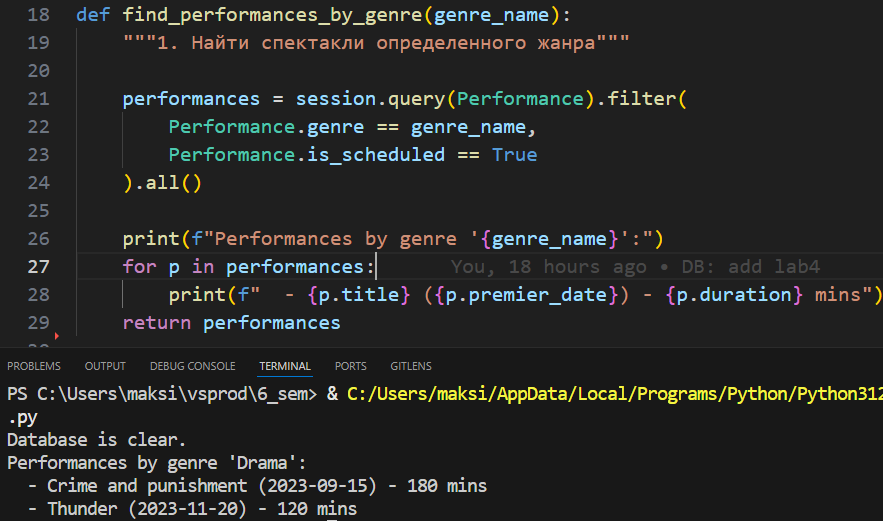 18 def find_performances_by_genre(genre_name):
19 """1. Найти спектакли определенного жанра"""
20
21 performances = session.query(Performance).filter(
22 Performance.genre == genre_name,
23 Performance.is_scheduled == True
24 ).all()
25
26 print(f"Performances by genre '{genre_name}':")
27 for p in performances: You, 18 hours ago • DB: add lab4
28 print(f"  - {p.title} ({p.premier_date}) - {p.duration} mins")
29 return performances
PROBLEMS OUTPUT DEBUG CONSOLE TERMINAL PORTS GITLENS
PS C:\Users\maksi\vsprod\6_sem> & C:/Users/maksi/AppData/Local/Programs/Python/Python312
.py
Database is clear.
Performances by genre 'Drama':
  - Crime and punishment (2023-09-15) - 180 mins
  - Thunder (2023-11-20) - 120 mins